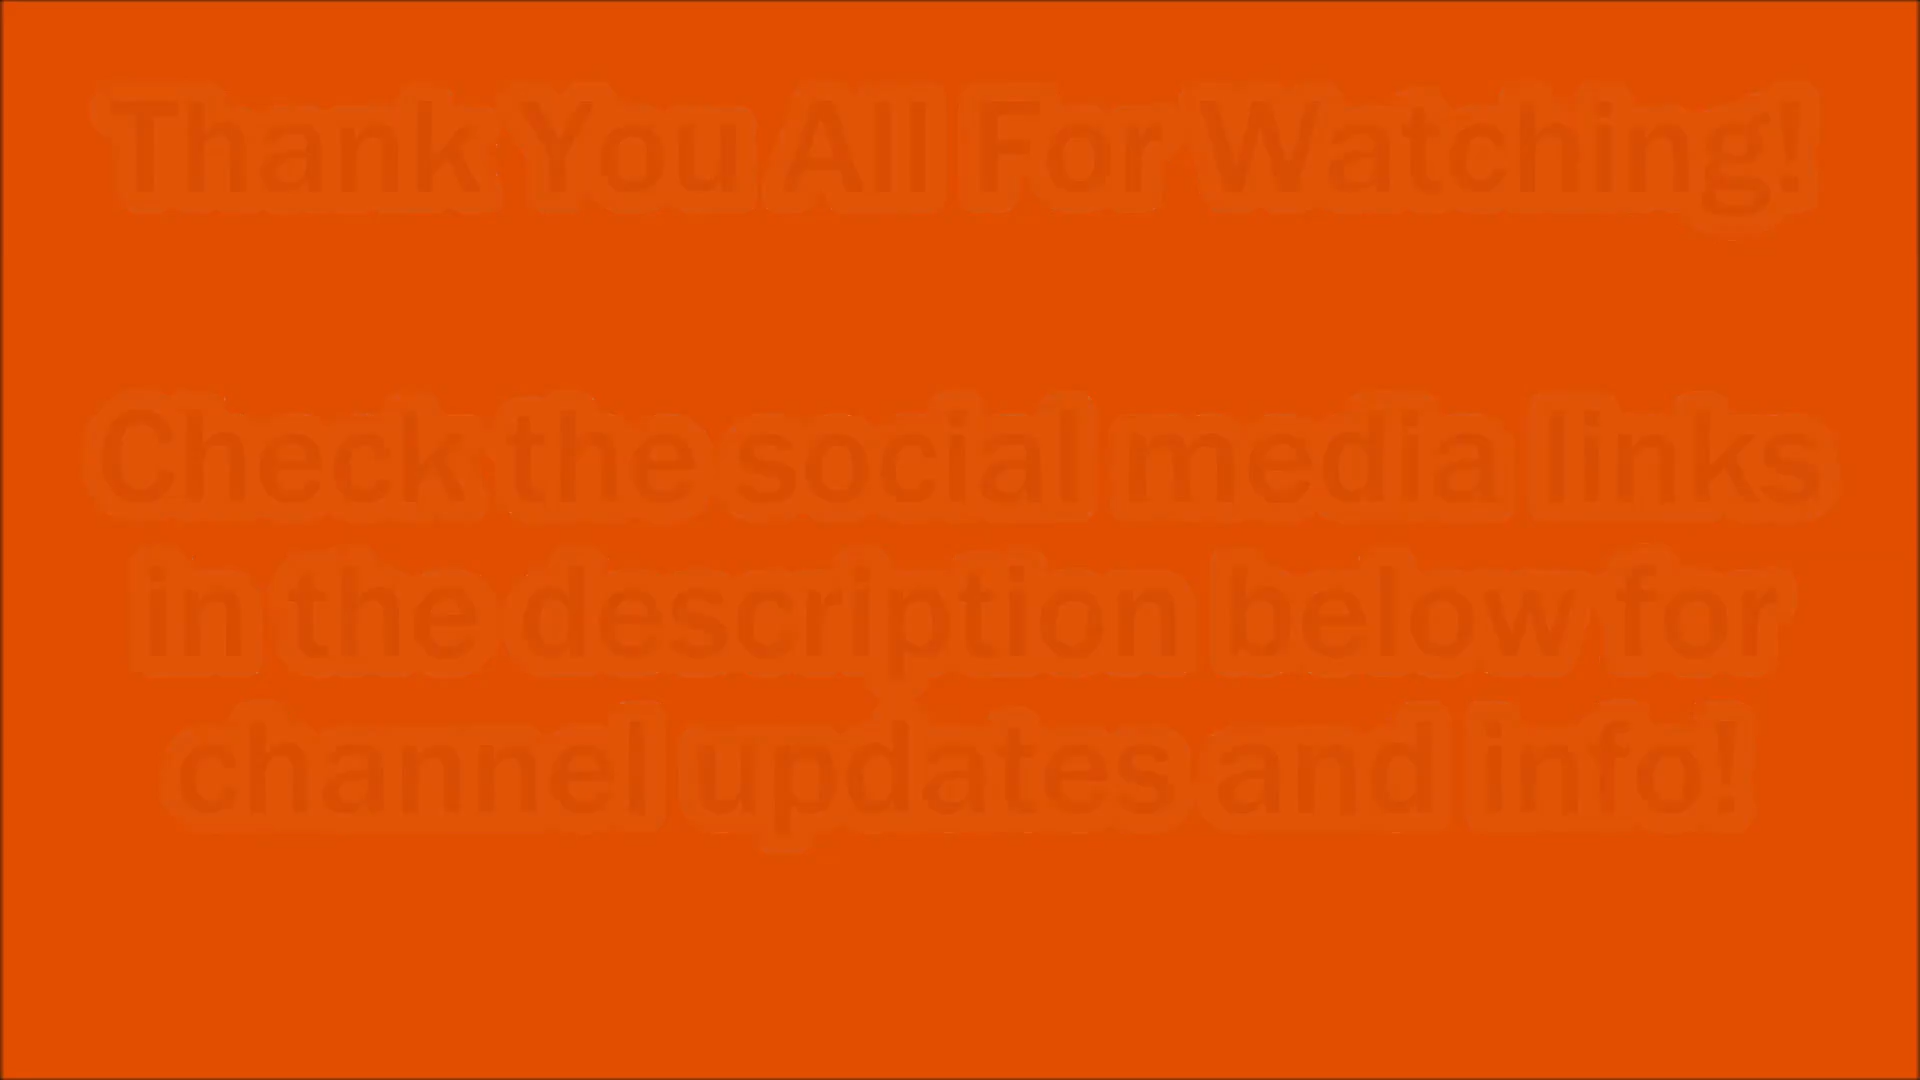 Thank You All For Watching!
Check the social media links
in the description below for
channel updates and info!